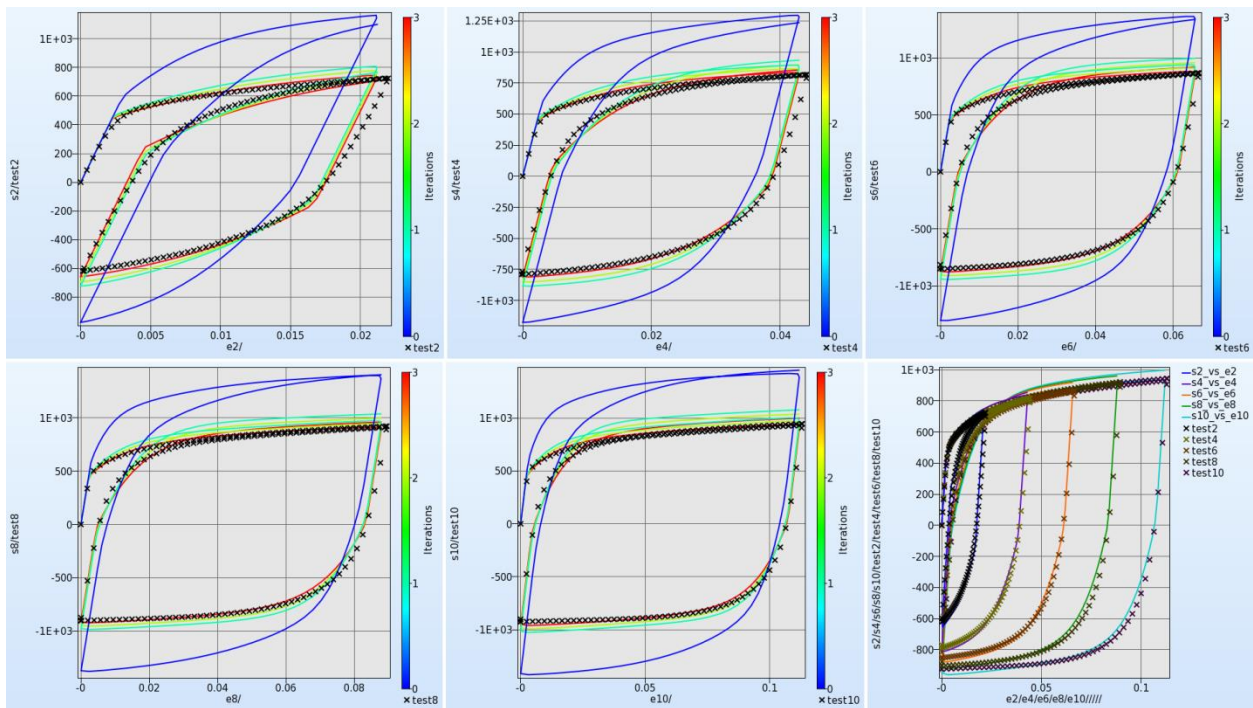 1E+03
800
600
400
200
0
-200
-400
-600
-800
-0
0.005
0.01
0.015
0.02
e2/
s2/test2
3
2
1
0
Iterations
×test2
1.25E+03
1E+03
750
500
250
0
-250
-500
-750
-1E+03
-0
0.02
0.04
e4/
s4/test4
3
2
1
0
Iterations
×test4
1E+03
500
0
-500
-1E+03
-0
0.02
0.04
0.06
e6/
s6/test6
3
2
1
0
Iterations
×test6
1E+03
500
0
-500
-1E+03
-0
0.02
0.04
0.06
0.08
e8/
s8/test8
3
2
1
0
Iterations
×test8
1E+03
500
0
-500
-1E+03
-0
0.05
0.1
e10/
s10/test10
3
2
1
0
Iterations
×test10
1E+03
800
600
400
200
0
-200
-400
-600
-800
-0
0.05
0.1
e2/e4/e6/e8/e10/////
s2/s4/s6/s8/s10/test2/test4/test6/test8/test10
s2_vs_e2
s4_vs_e4
s6_vs_e6
s8_vs_e8
s10_vs_e10
×test2
×test4
×test6
×test8
×test10